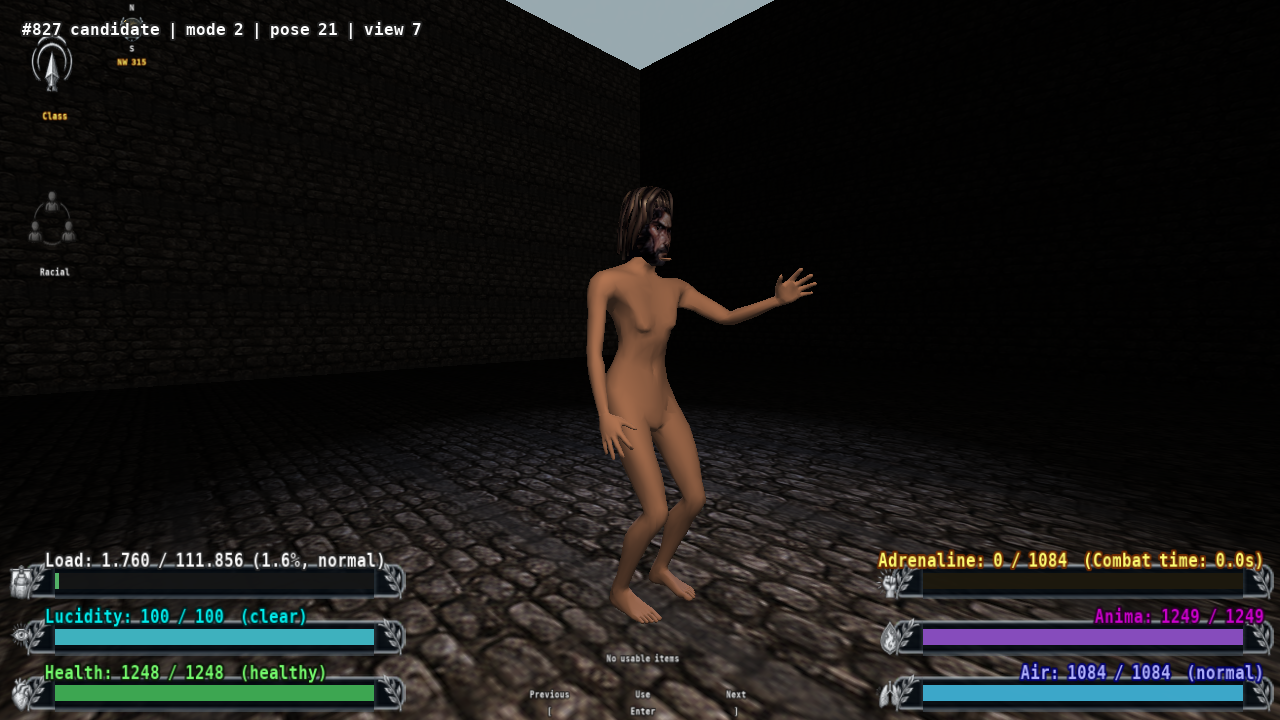 #827 candidate | mode 2 | pose 21 | view 7
N
S
NW 315
Class
Racial
Load: 1.760 / 111.856 (1.6%, normal)
Adrenaline: 0 / 1084 (Combat time: 0.0s)
Lucidity: 100 / 100 (clear)
Anima: 1249 / 1249
Health: 1248 / 1248 (healthy)
Air: 1084 / 1084 (normal)
No usable items
Previous Use Next
[ Enter ]